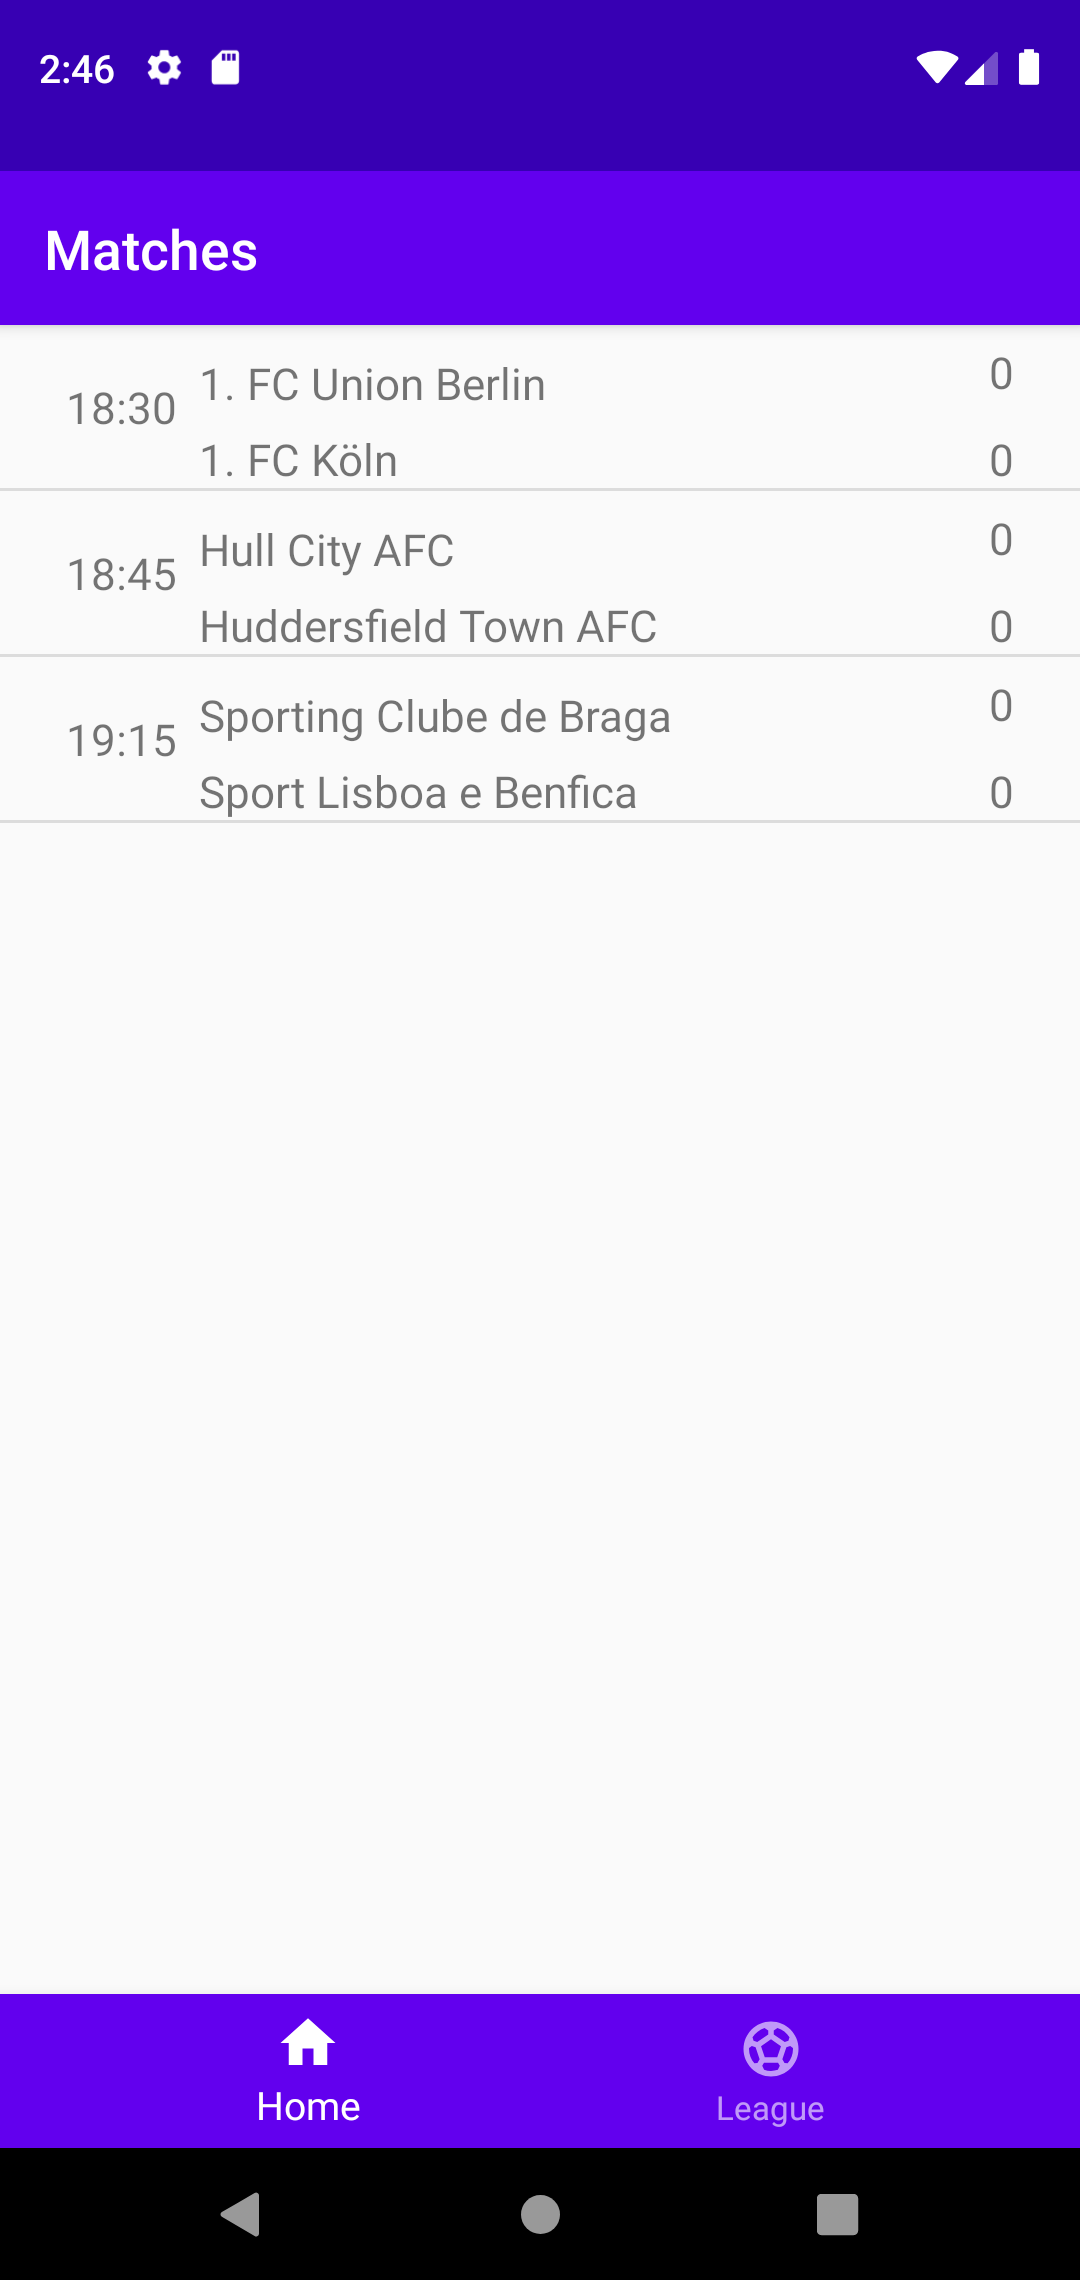 2:46
Matches
18:30
1. FC Union Berlin
0
1. FC Köln
0
18:45
Hull City AFC
0
Huddersfield Town AFC
0
19:15
Sporting Clube de Braga
0
Sport Lisboa e Benfica
0
Home
League